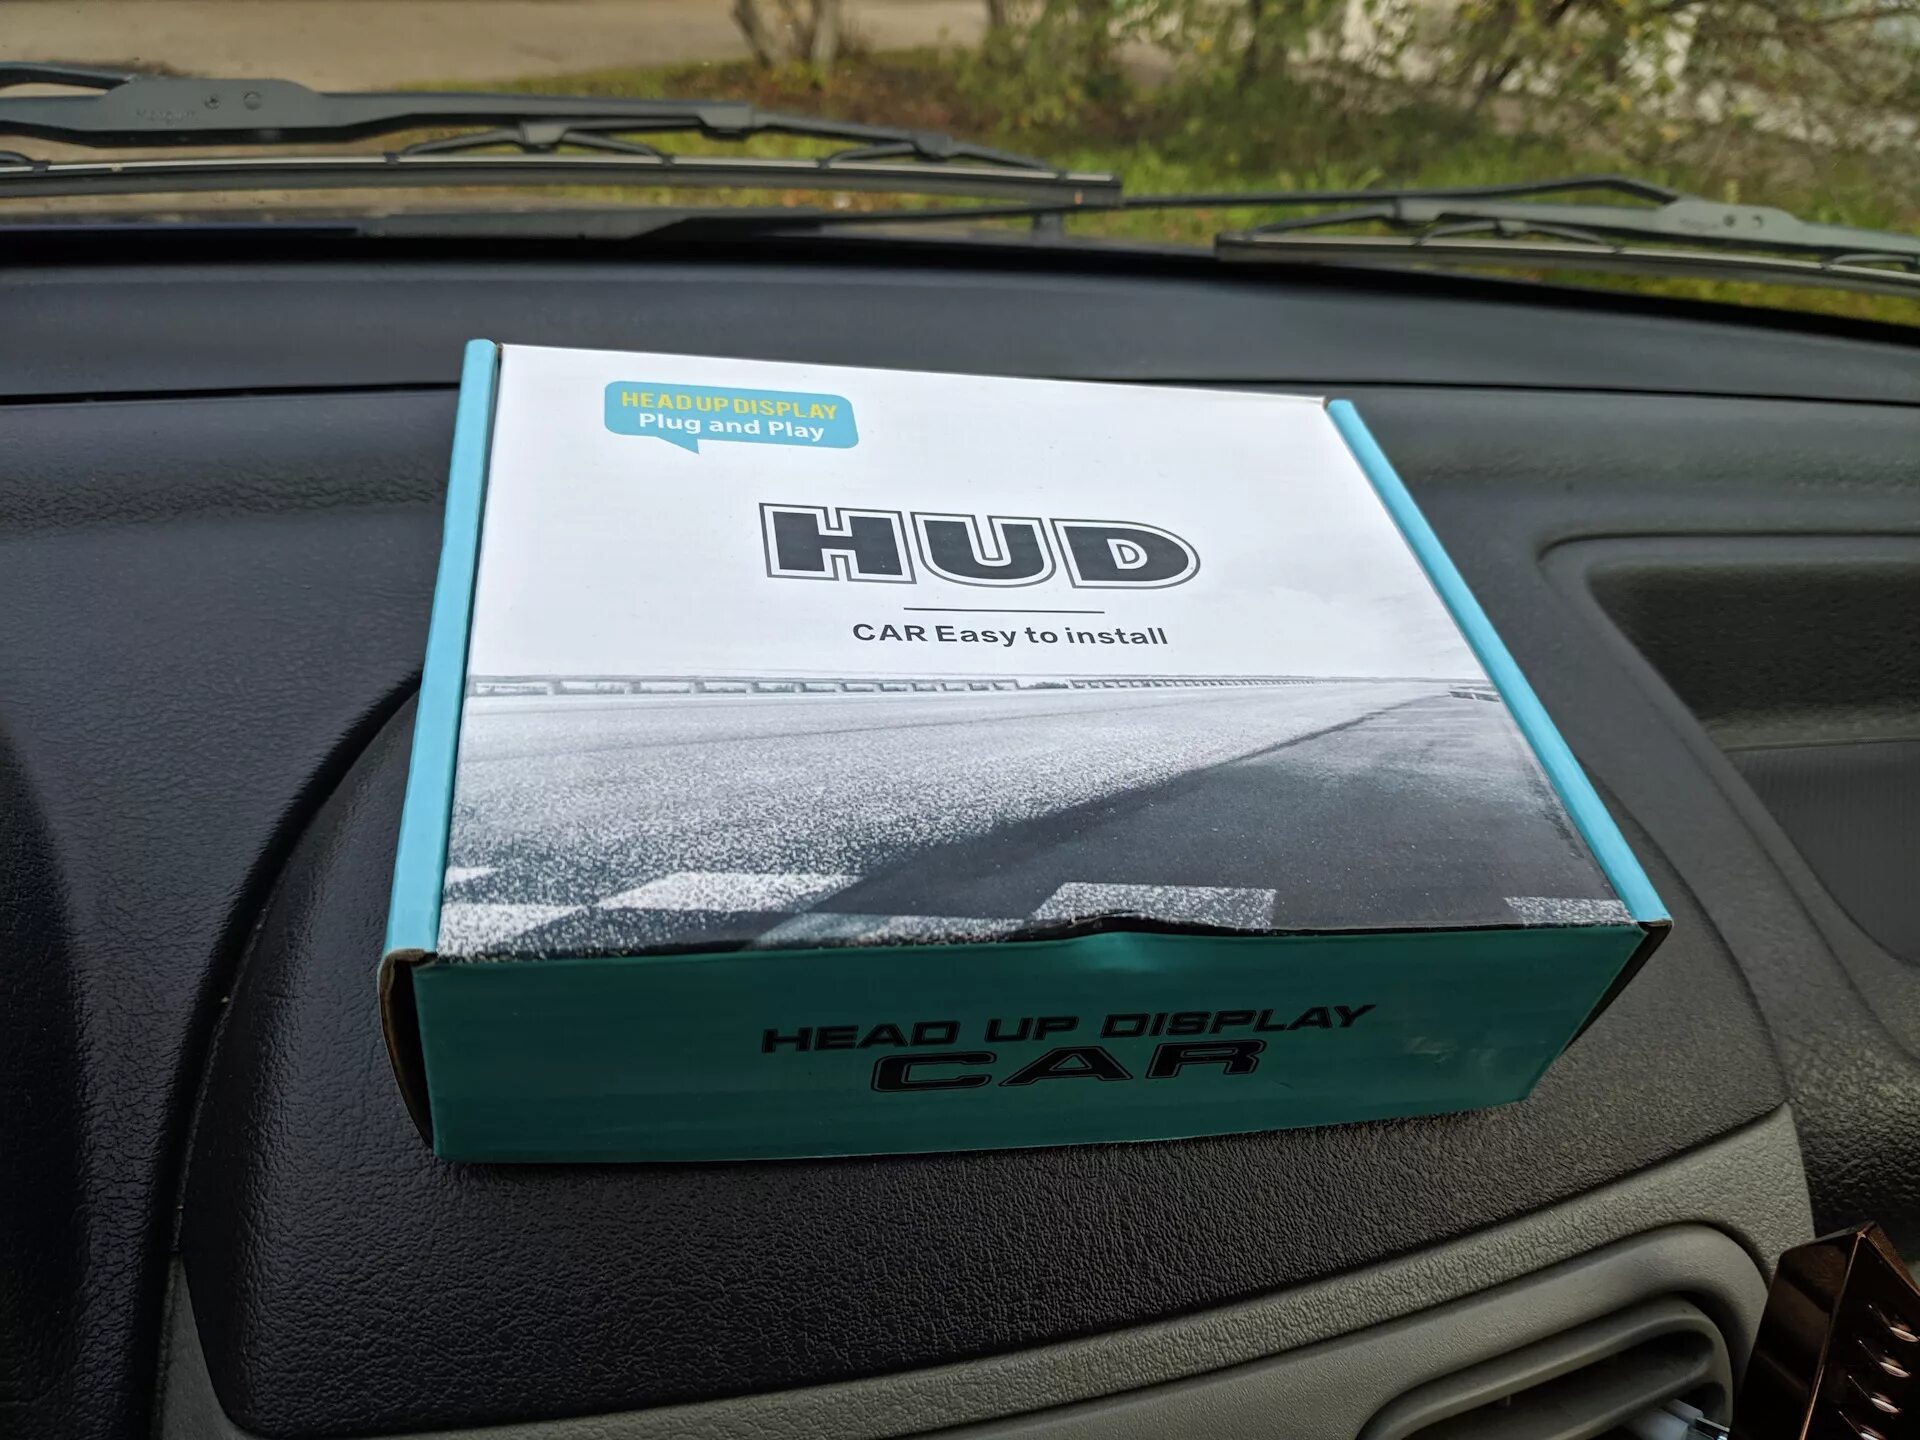 HEAD UP DISPLAY
Plug and Play
HUD
CAR Easy to install
HEAD UP DISPLAY
CAR